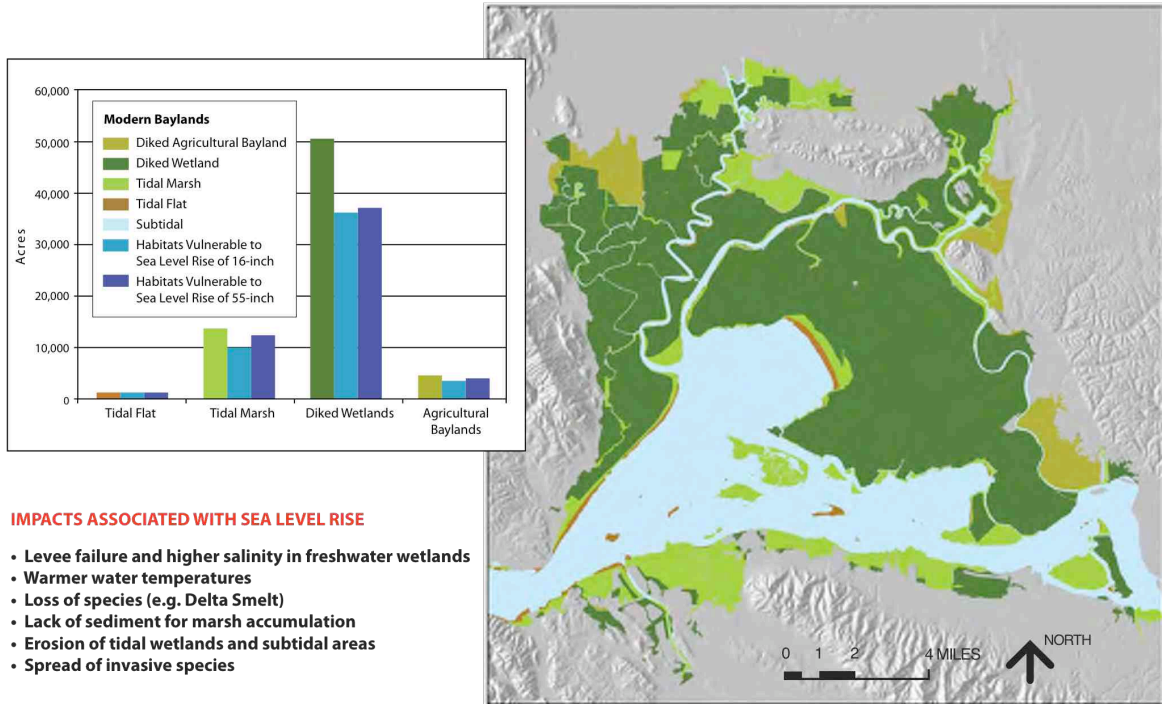 60,000
50,000
40,000
30,000
20,000
10,000
0
Acres
Modern Baylands
Diked Agricultural Bayland
Diked Wetland
Tidal Marsh
Tidal Flat
Subtidal
Habitats Vulnerable to
Sea Level Rise of 16-inch
Habitats Vulnerable to
Sea Level Rise of 55-inch
Tidal Flat
Tidal Marsh
Diked Wetlands
Agricultural
Baylands
IMPACTS ASSOCIATED WITH SEA LEVEL RISE
• Levee failure and higher salinity in freshwater wetlands
• Warmer water temperatures
• Loss of species (e.g. Delta Smelt)
• Lack of sediment for marsh accumulation
• Erosion of tidal wetlands and subtidal areas
• Spread of invasive species
0 1 2 4 MILES
NORTH